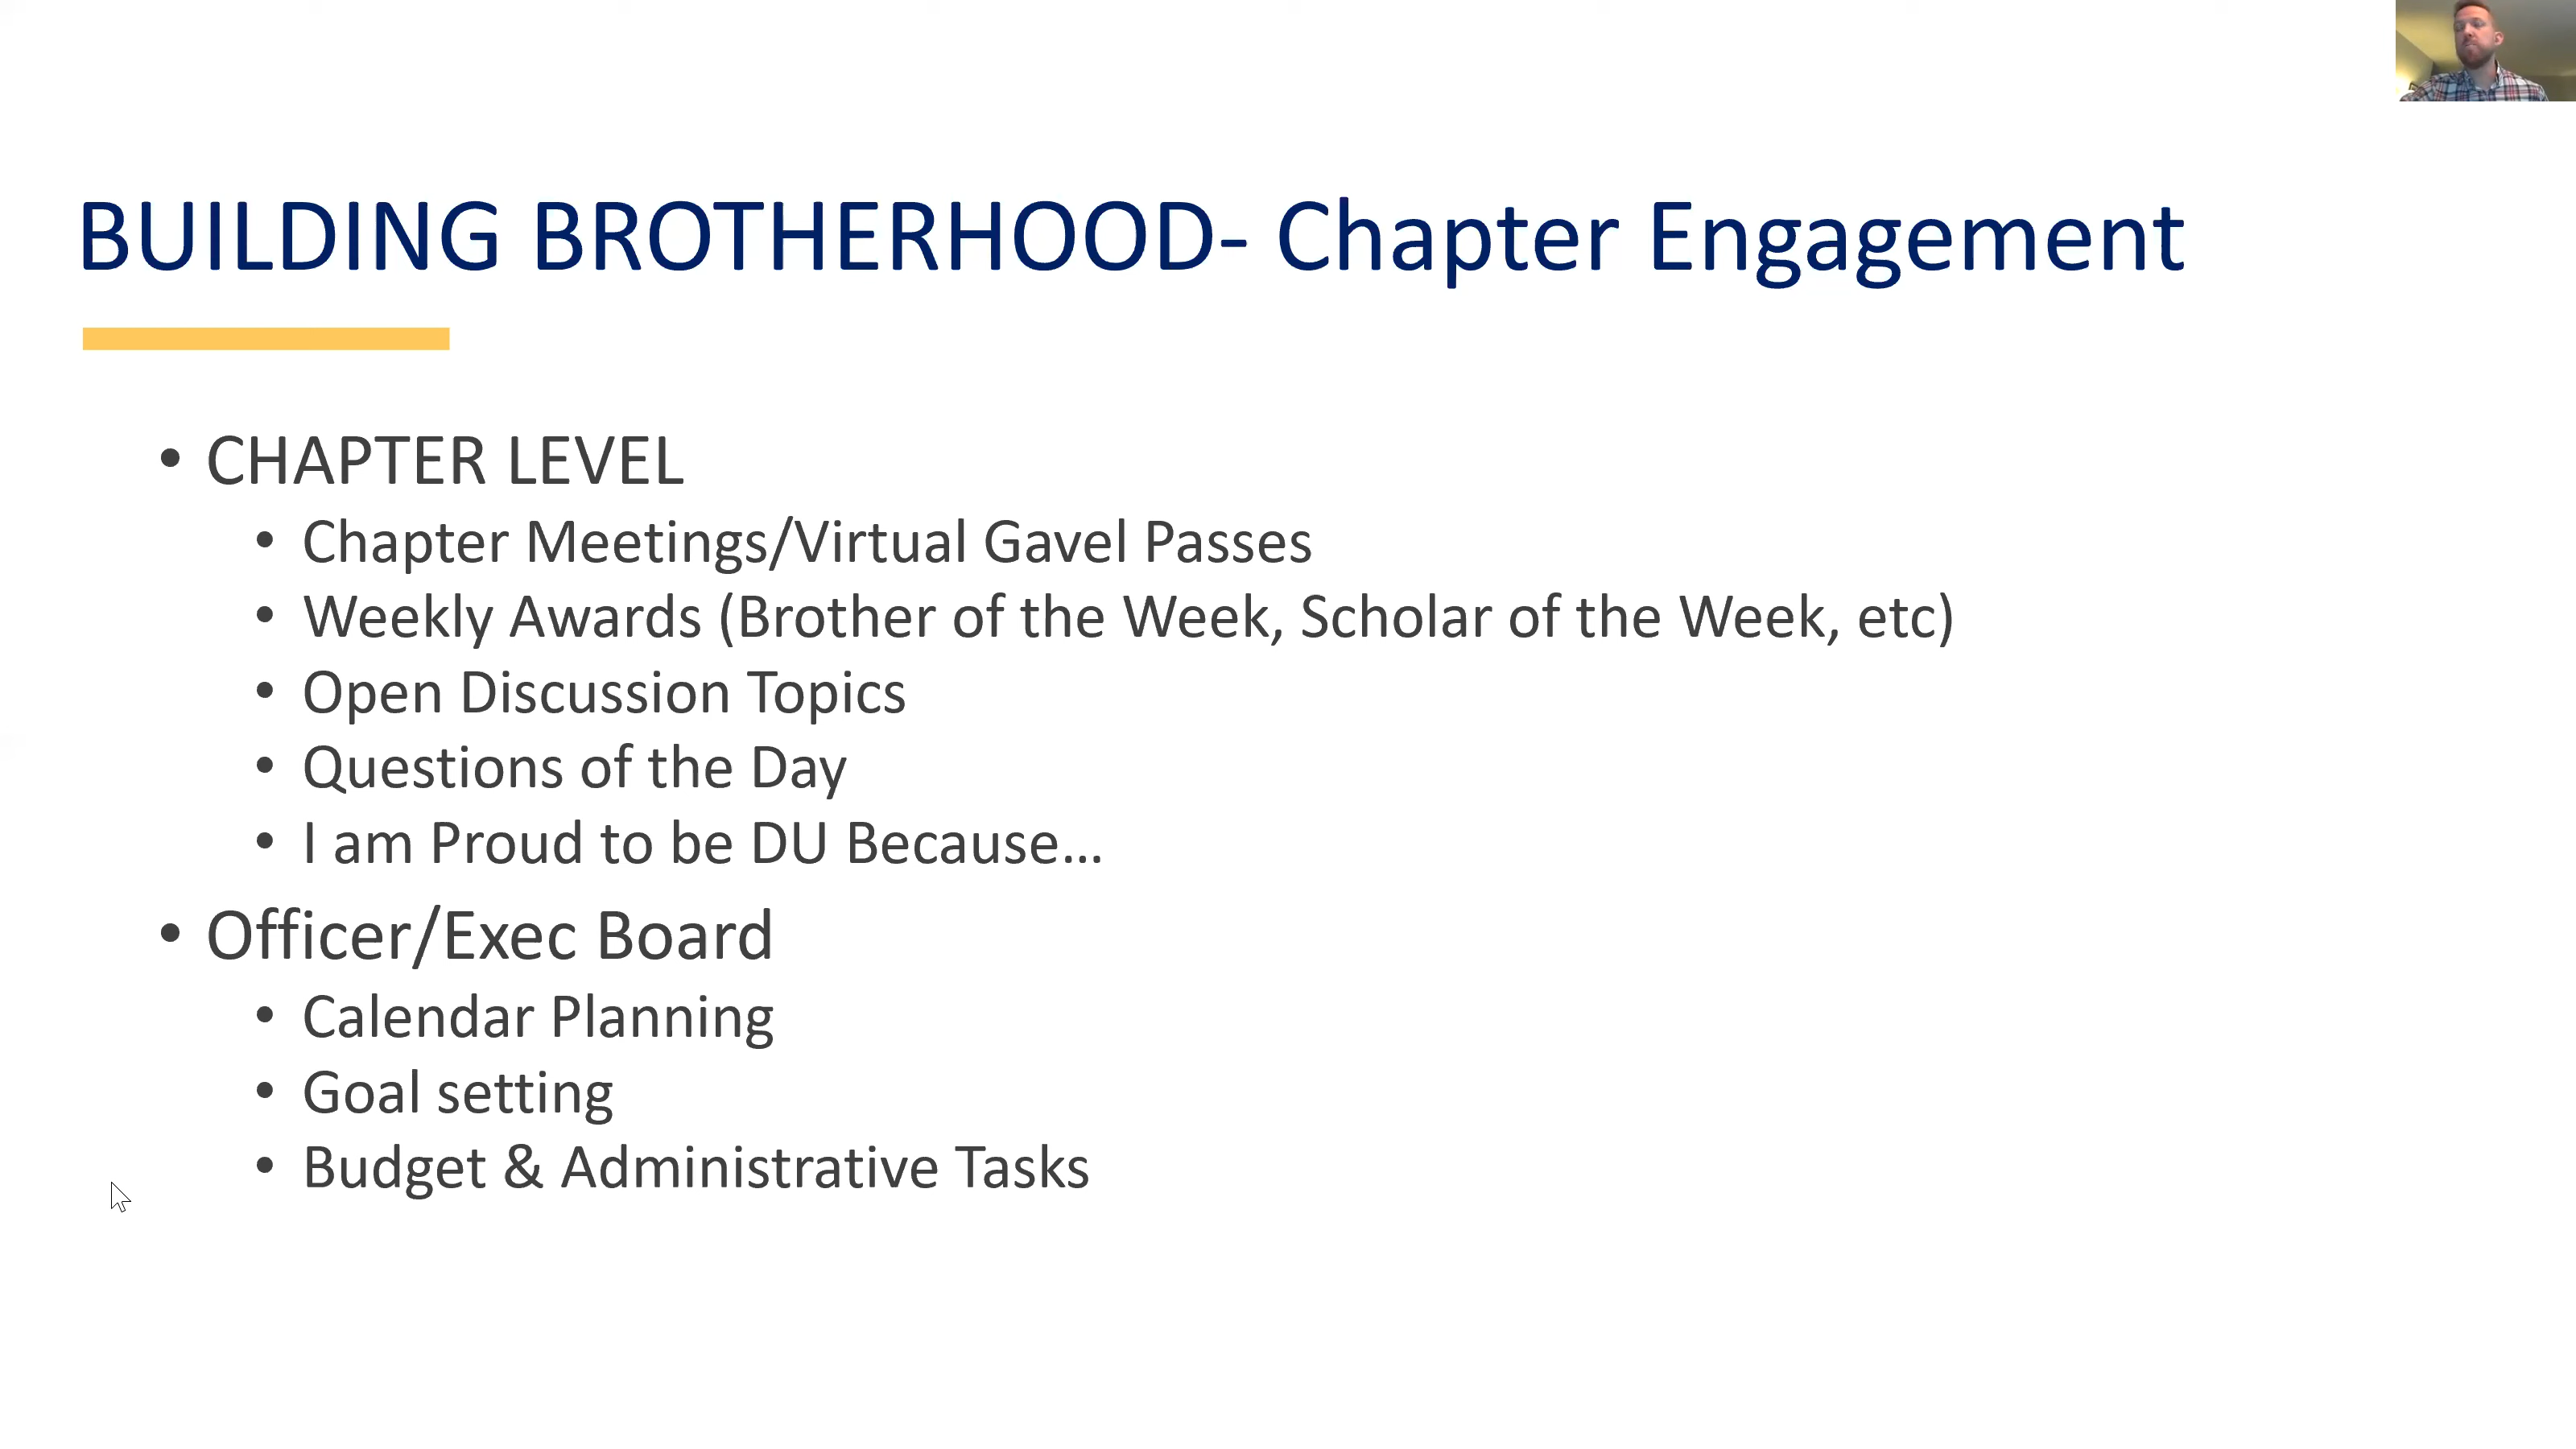 BUILDING BROTHERHOOD- Chapter Engagement
• CHAPTER LEVEL
• Chapter Meetings/Virtual Gavel Passes
• Weekly Awards (Brother of the Week, Scholar of the Week, etc)
• Open Discussion Topics
• Questions of the Day
• I am Proud to be DU Because...
• Officer/Exec Board
• Calendar Planning
• Goal setting
• Budget & Administrative Tasks